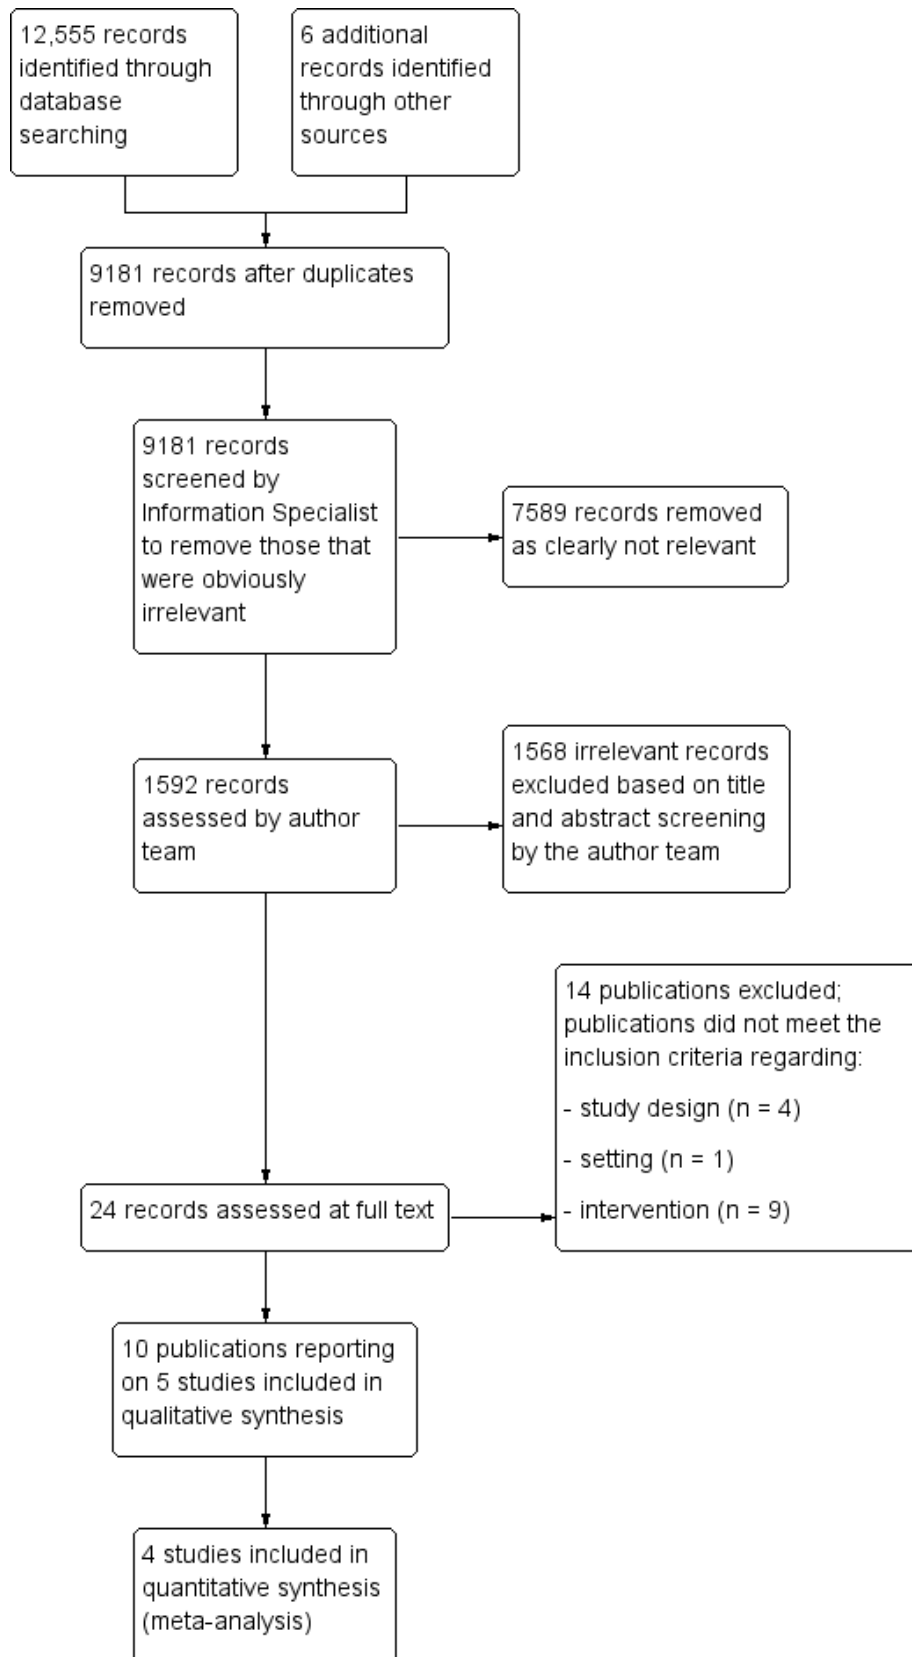 12,555 records
identified through
database
searching
6 additional
records identified
through other
sources
9181 records after duplicates
removed
9181 records
screened by
Information Specialist
to remove those that
were obviously
irrelevant
7589 records removed
as clearly not relevant
1592 records
assessed by author
team
1568 irrelevant records
excluded based on title
and abstract screening
by the author team
14 publications excluded;
publications did not meet the
inclusion criteria regarding:
- study design (n = 4)
- setting (n = 1)
- intervention (n = 9)
24 records assessed at full text
10 publications reporting
on 5 studies included in
qualitative synthesis
4 studies included in
quantitative synthesis
(meta-analysis)